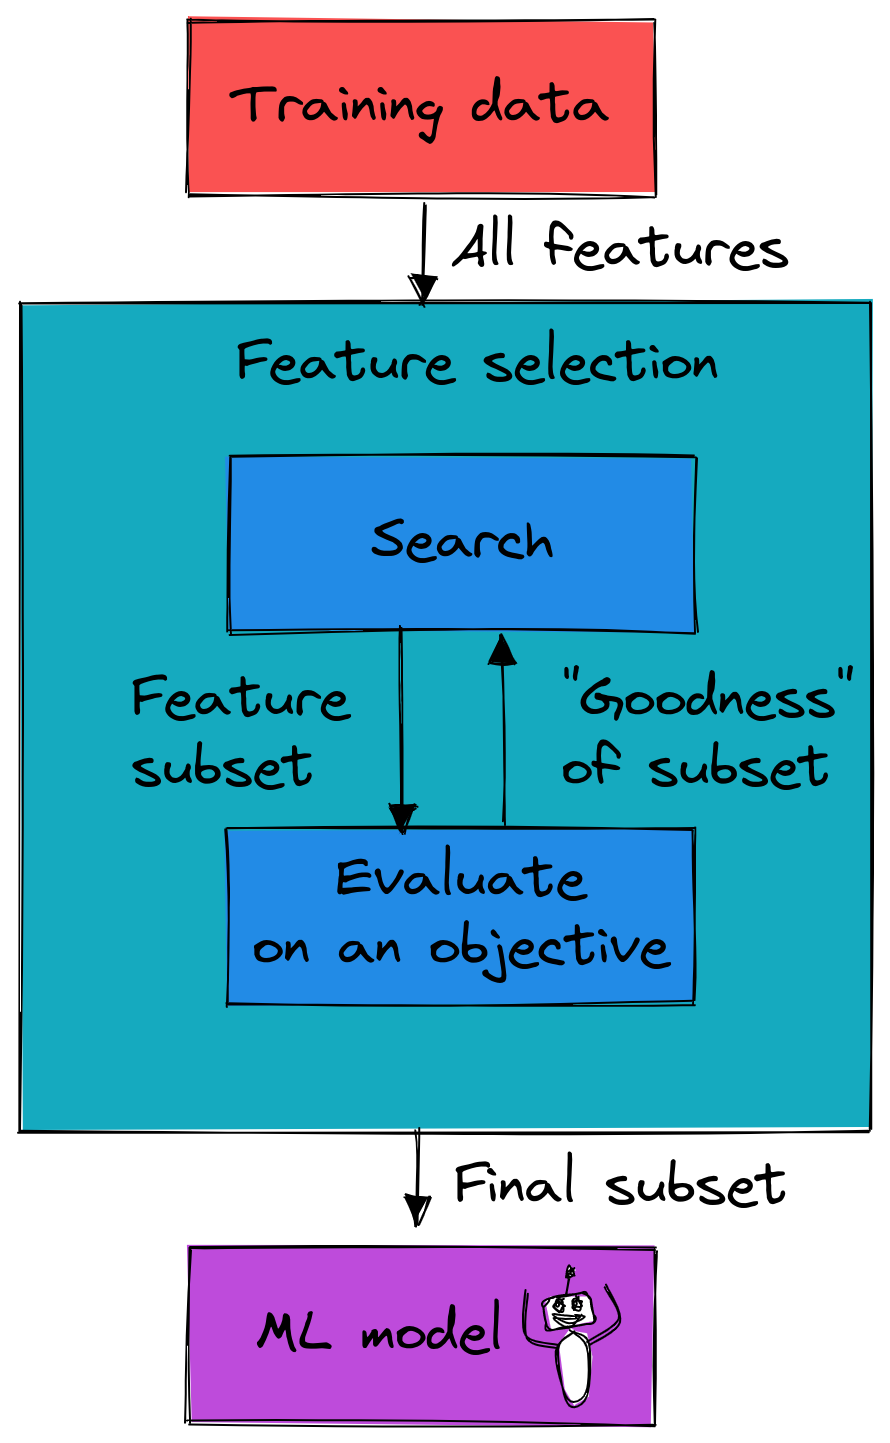 Training data
All features
Feature selection
Search
Feature
subset
"Goodness"
of subset
Evaluate
on an objective
Final subset
ML model